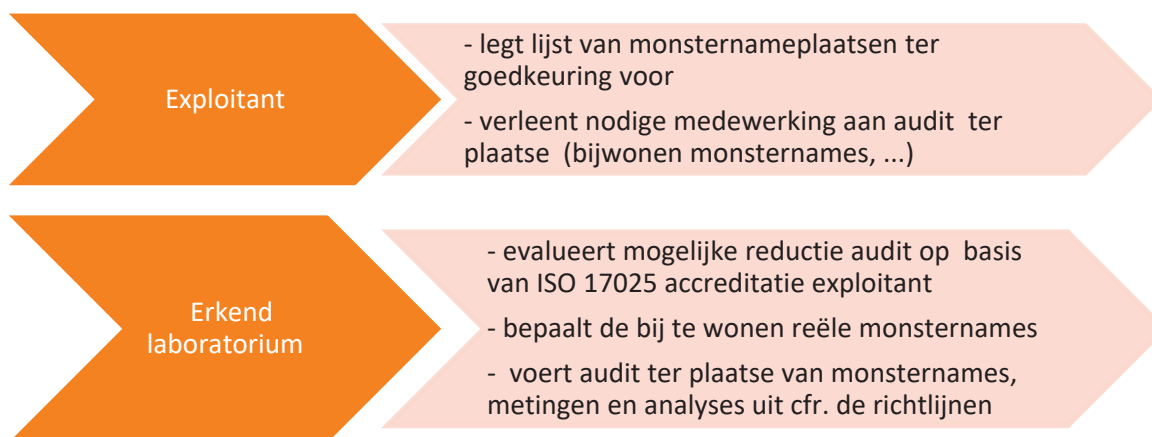 Exploitant
- legt lijst van monsternameplaatsen ter
goedkeuring voor
- verleent nodige medewerking aan audit ter
plaatse (bijwonen monsternames, ...)
Erkend
laboratorium
- evalueert mogelijke reductie audit op basis
van ISO 17025 accreditatie exploitant
- bepaalt de bij te wonen reële monsternames
- voert audit ter plaatse van monsternames,
metingen en analyses uit cfr. de richtlijnen